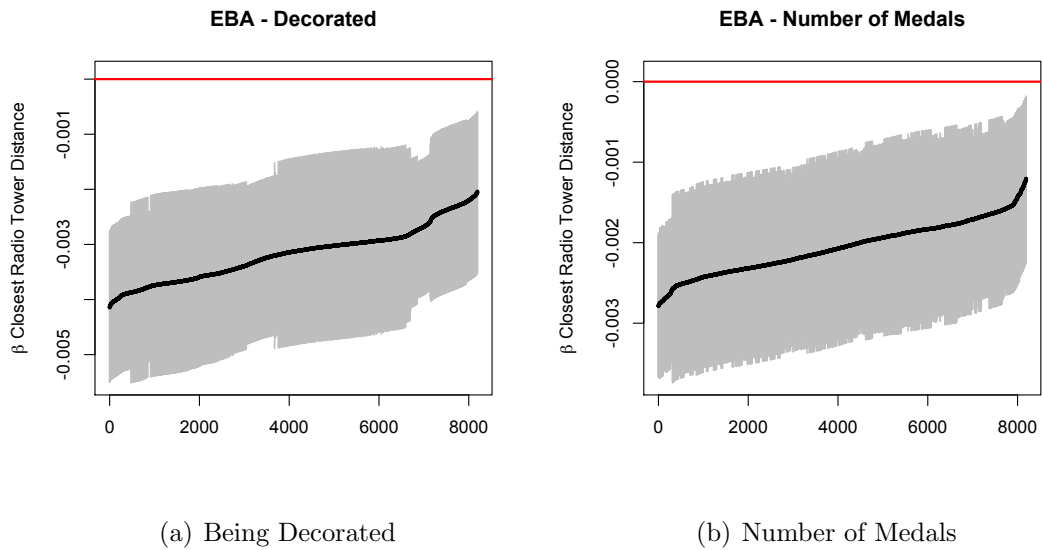 EBA - Decorated
β Closest Radio Tower Distance
-0.001
-0.003
-0.005
0 2000 4000 6000 8000
(a) Being Decorated
EBA - Number of Medals
β Closest Radio Tower Distance
0.000
-0.001
-0.002
-0.003
0 2000 4000 6000 8000
(b) Number of Medals